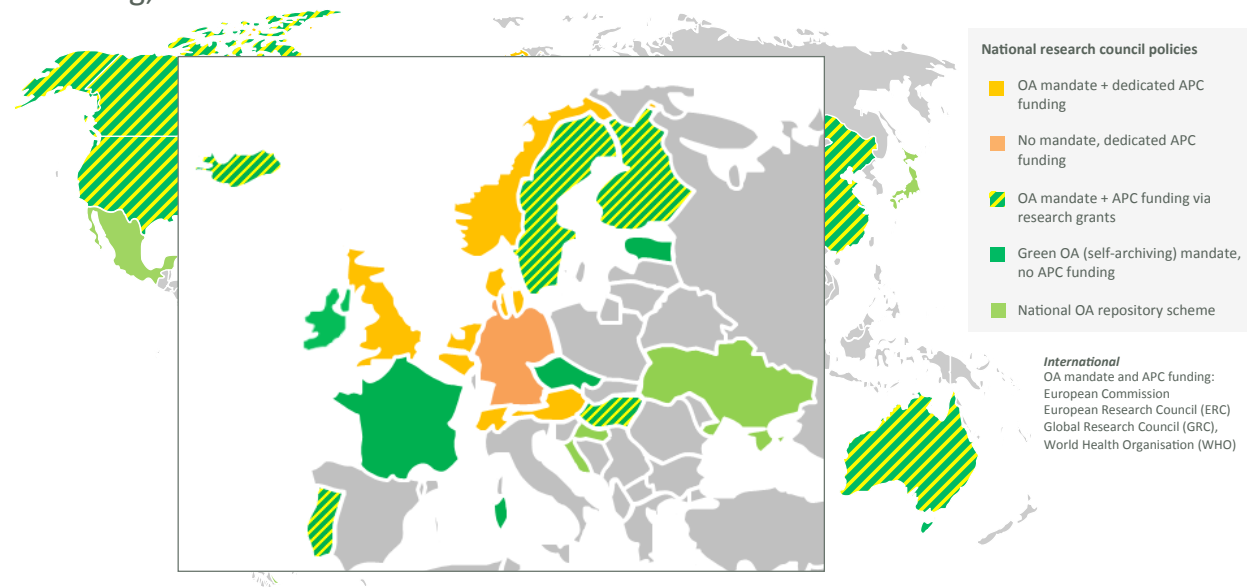 National research council policies
OA mandate + dedicated APC
funding
No mandate, dedicated APC
funding
OA mandate + APC funding via
research grants
Green OA (self-archiving) mandate,
no APC funding
National OA repository scheme
International
OA mandate and APC funding:
European Commission
European Research Council (ERC)
Global Research Council (GRC),
World Health Organisation (WHO)